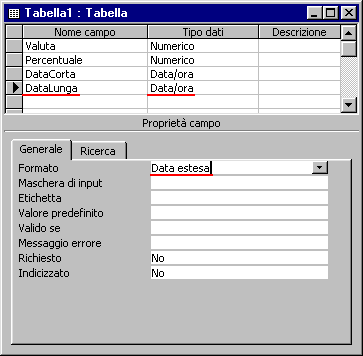 Tabella1 : Tabella
Nome campo Tipo dati Descrizione
Valuta Numerico
Percentuale Numerico
DataCorta Data/ora
DataLunga Data/ora
Proprietà campo
Generale Ricerca
Formato Data estesa
Maschera di input
Etichetta
Valore predefinito
Valido se
Messaggio errore
Richiesto No
Indicizzato No